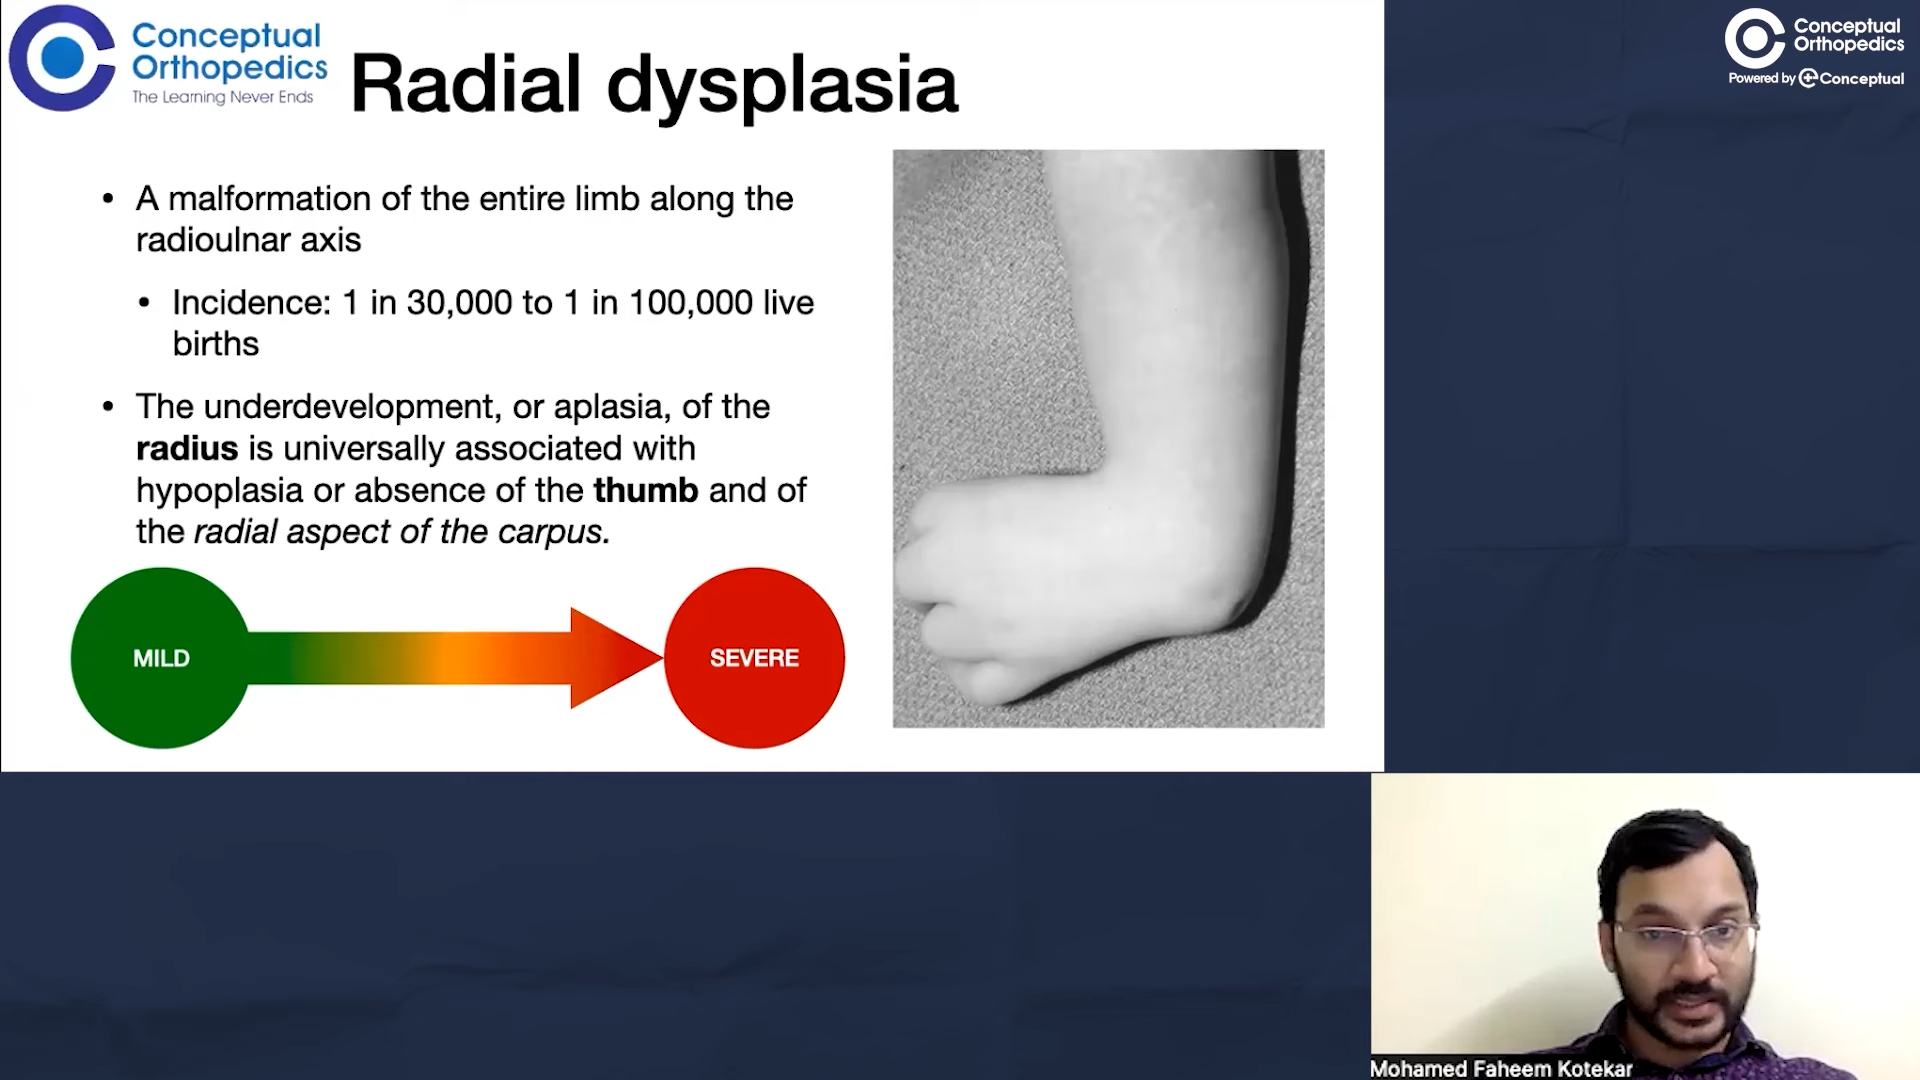 Conceptual
Orthopedics
The Learning Never Ends
Radial dysplasia
• A malformation of the entire limb along the
radioulnar axis
• Incidence: 1 in 30,000 to 1 in 100,000 live
births
• The underdevelopment, or aplasia, of the
radius is universally associated with
hypoplasia or absence of the thumb and of
the radial aspect of the carpus.
MILD
SEVERE
Conceptual
Orthopedics
Powered by Conceptual
Mohamed Faheem Kotekar